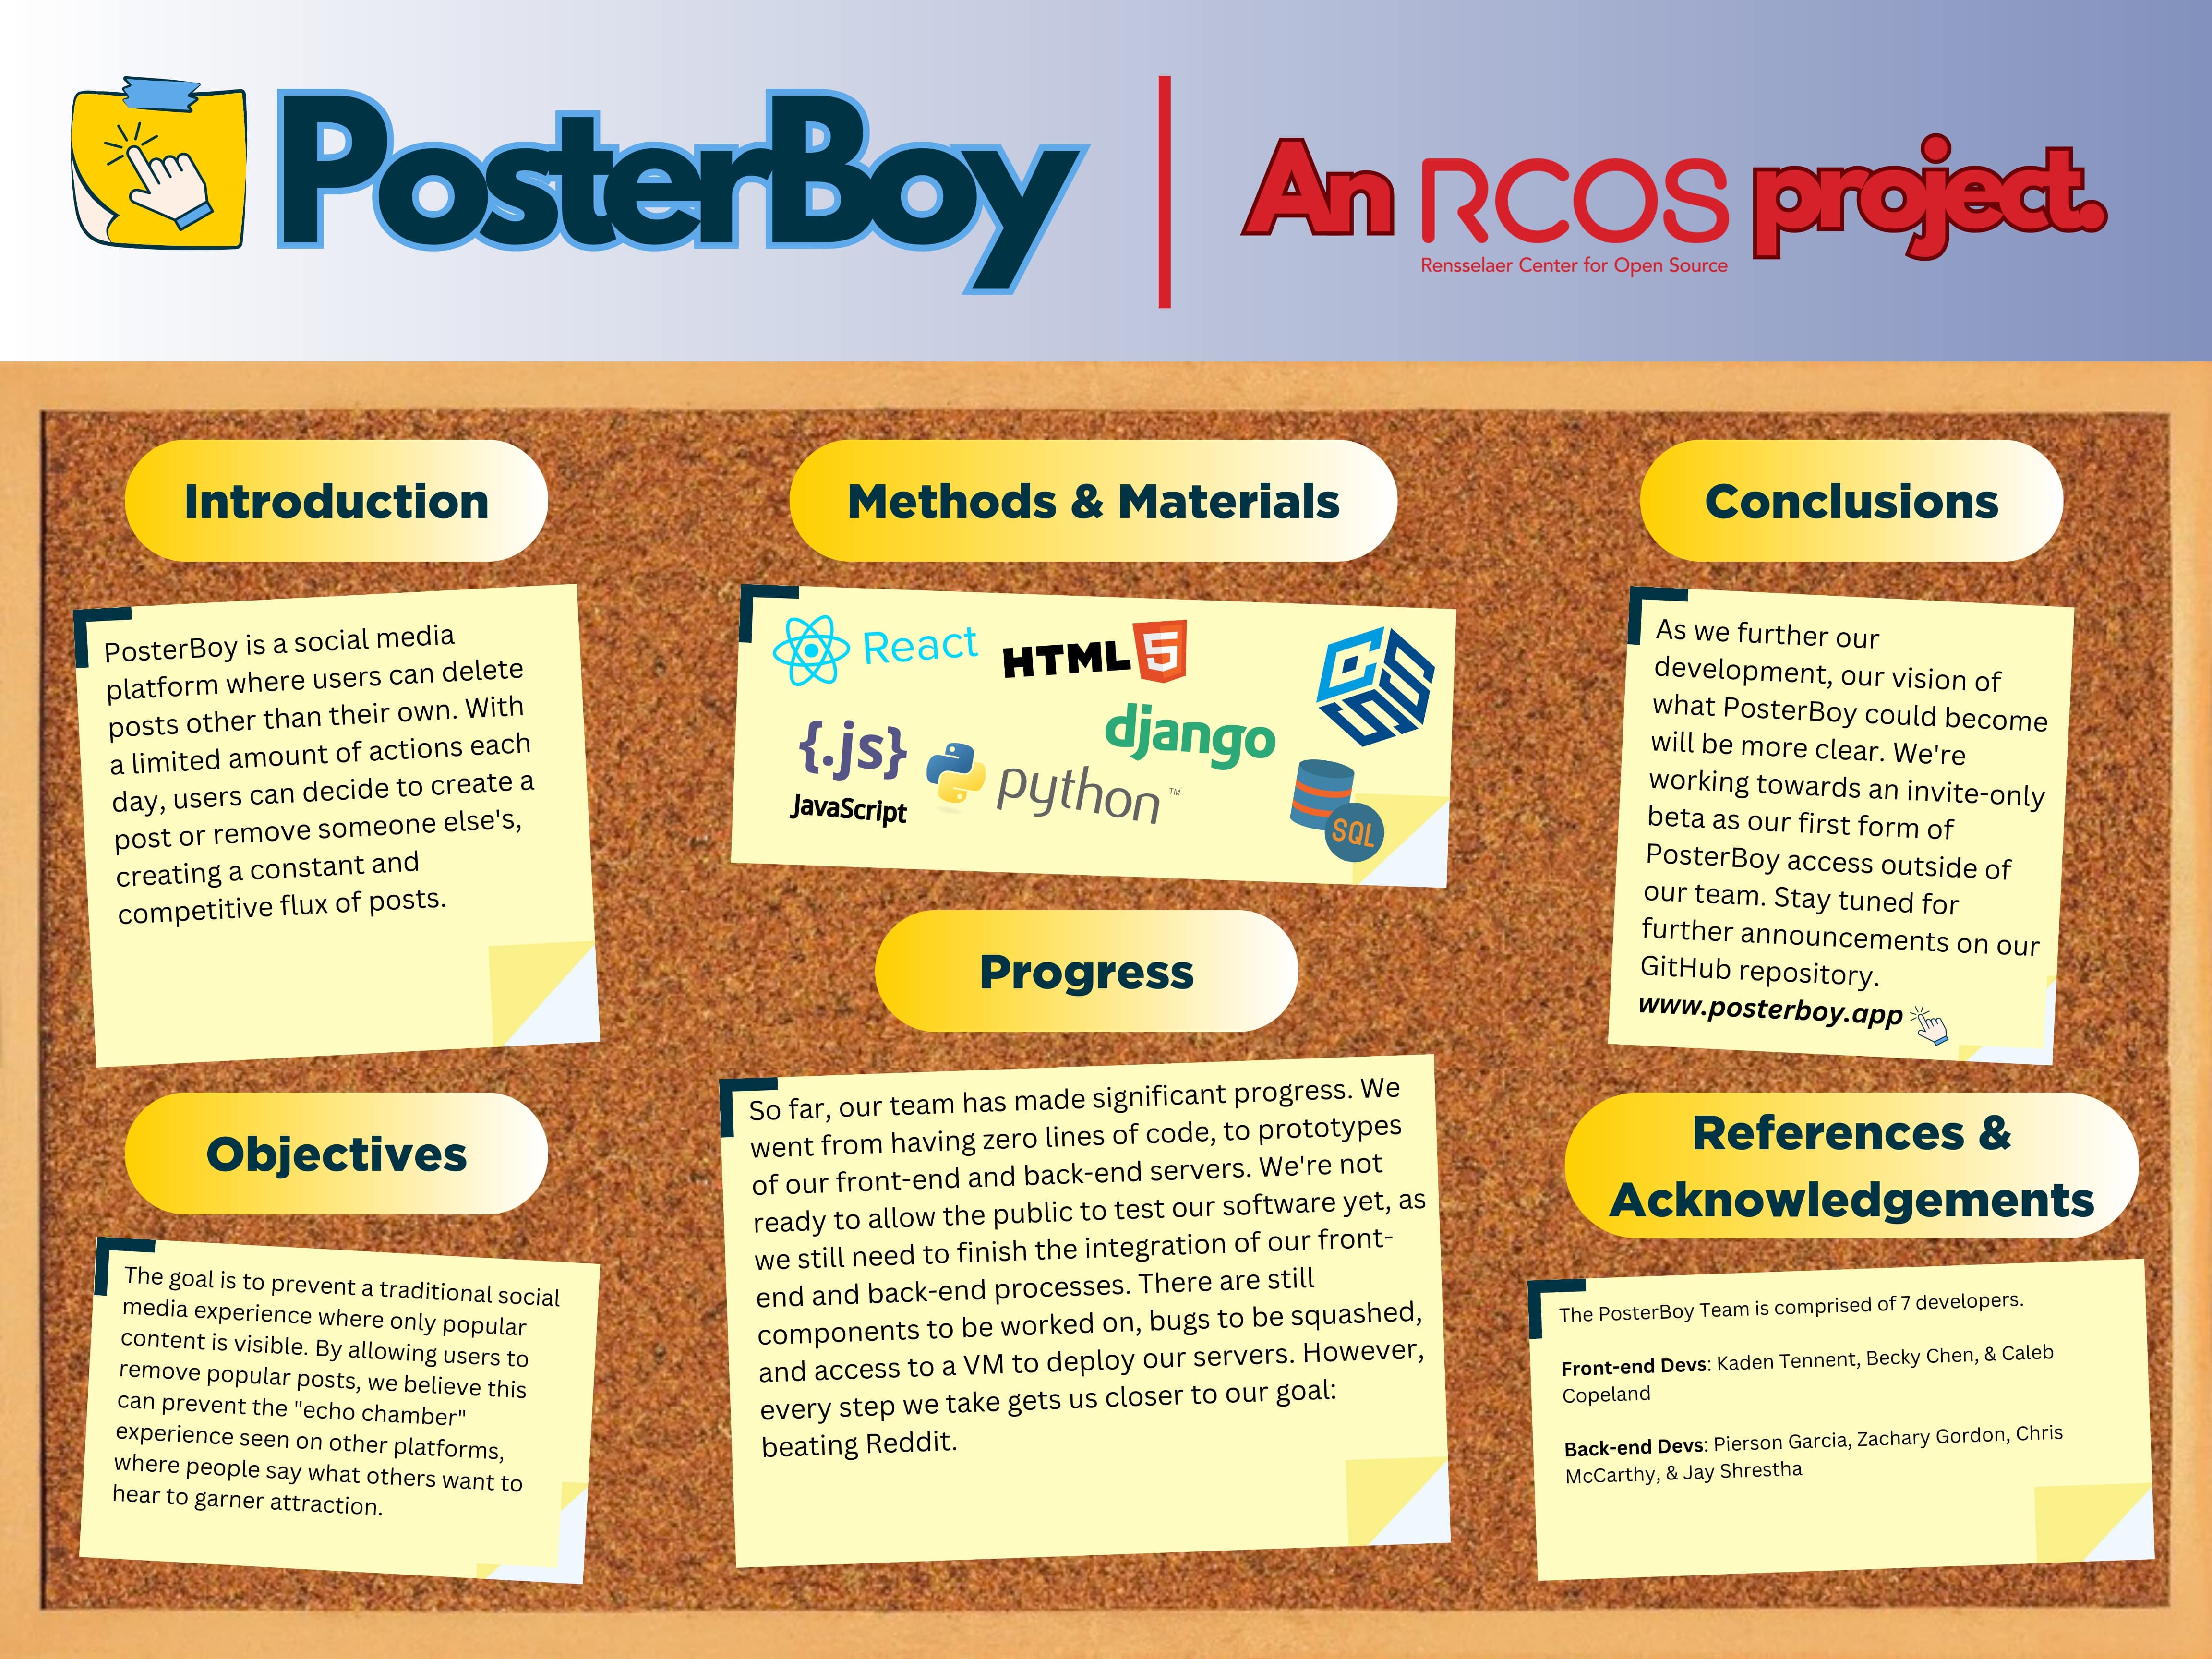 PosterBoy
An RCOS project.
Rensselaer Center for Open Source
Introduction
PosterBoy is a social media
platform where users can delete
posts other than their own. With
a limited amount of actions each
day, users can decide to create a
post or remove someone else's,
creating a constant and
competitive flux of posts.
Objectives
The goal is to prevent a traditional social
media experience where only popular
content is visible. By allowing users to
remove popular posts, we believe this
can prevent the "echo chamber"
experience seen on other platforms,
where people say what others want to
hear to garner attraction.
Methods & Materials
React
HTML 5
CSS
{.js}
JavaScript
django
python™
SQL
Progress
So far, our team has made significant progress. We
went from having zero lines of code, to prototypes
of our front-end and back-end servers. We're not
ready to allow the public to test our software yet, as
we still need to finish the integration of our front-
end and back-end processes. There are still
components to be worked on, bugs to be squashed,
and access to a VM to deploy our servers. However,
every step we take gets us closer to our goal:
beating Reddit.
Conclusions
As we further our
development, our vision of
what PosterBoy could become
will be more clear. We're
working towards an invite-only
beta as our first form of
PosterBoy access outside of
our team. Stay tuned for
further announcements on our
GitHub repository.
www.posterboy.app
References &
Acknowledgements
The PosterBoy Team is comprised of 7 developers.
Front-end Devs: Kaden Tennent, Becky Chen, & Caleb
Copeland
Back-end Devs: Pierson Garcia, Zachary Gordon, Chris
McCarthy, & Jay Shrestha